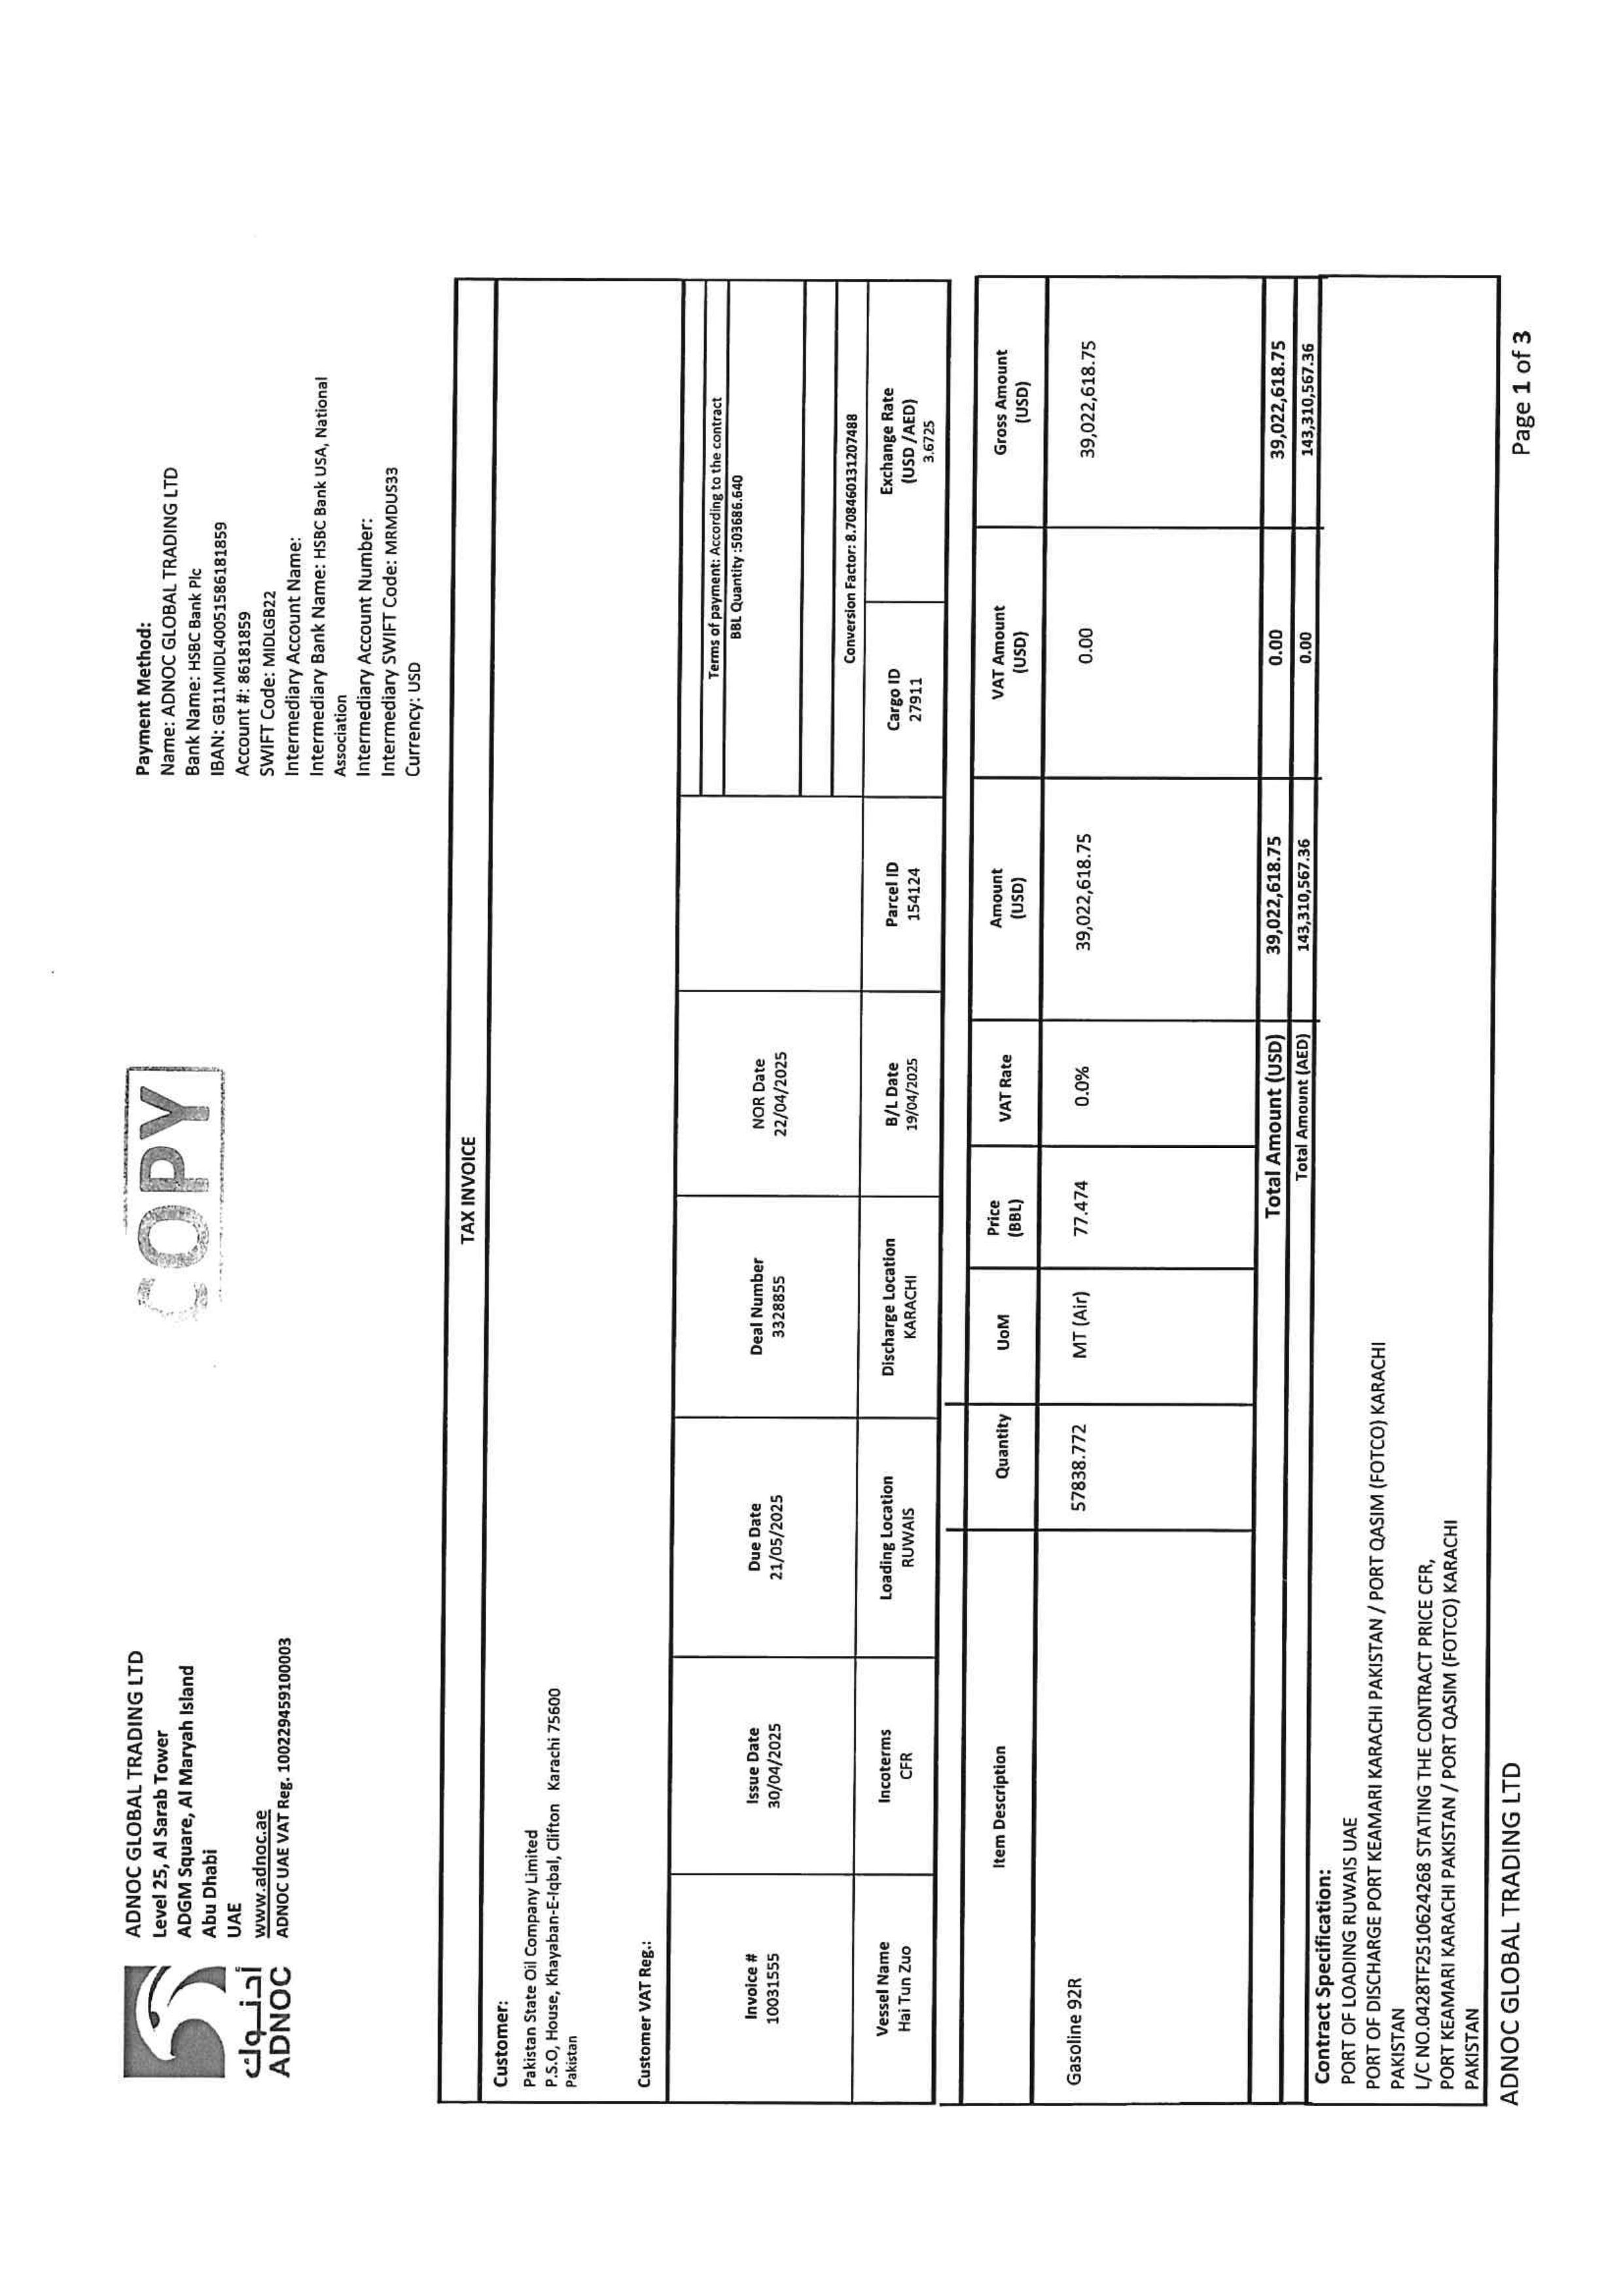 أدنوك
ADNOC
ADNOC GLOBAL TRADING LTD
Level 25, Al Sarab Tower
ADGM Square, Al Maryah Island
Abu Dhabi
UAE
www.adnoc.ae
ADNOC UAE VAT Reg. 100229459100003
COPY
Payment Method:
Name: ADNOC GLOBAL TRADING LTD
Bank Name: HSBC Bank Plc
IBAN: GB11MIDL40051586181859
Account #: 86181859
SWIFT Code: MIDLGB22
Intermediary Account Name:
Intermediary Bank Name: HSBC Bank USA, National
Association
Intermediary Account Number:
Intermediary SWIFT Code: MRMDUS33
Currency: USD
TAX INVOICE
Customer:
Pakistan State Oil Company Limited
P.S.O, House, Khayaban-E-Iqbal, Clifton Karachi 75600
Pakistan
Customer VAT Reg.:
Invoice #
10031555
Issue Date
30/04/2025
Due Date
21/05/2025
Deal Number
3328855
NOR Date
22/04/2025
Terms of payment: According to the contract
BBL Quantity :503686.640
Conversion Factor: 8.70846013120​7488
Vessel Name
Hai Tun Zuo
Incoterms
CFR
Loading Location
RUWAIS
Discharge Location
KARACHI
B/L Date
19/04/2025
Parcel ID
154124
Cargo ID
27911
Exchange Rate
(USD /AED)
3.6725
Item Description Quantity UoM Price (BBL) VAT Rate Amount (USD) VAT Amount (USD) Gross Amount (USD)
Gasoline 92R 57838.772 MT (Air) 77.474 0.0% 39,022,618.75 0.00 39,022,618.75
Total Amount (USD) 39,022,618.75 0.00 39,022,618.75
Total Amount (AED) 143,310,567.36 0.00 143,310,567.36
Contract Specification:
PORT OF LOADING RUWAIS UAE
PORT OF DISCHARGE PORT KEAMARI KARACHI PAKISTAN / PORT QASIM (FOTCO) KARACHI
PAKISTAN
L/C NO.0428TF251062426​8 STATING THE CONTRACT PRICE CFR,
PORT KEAMARI KARACHI PAKISTAN / PORT QASIM (FOTCO) KARACHI
PAKISTAN
ADNOC GLOBAL TRADING LTD
Page 1 of 3